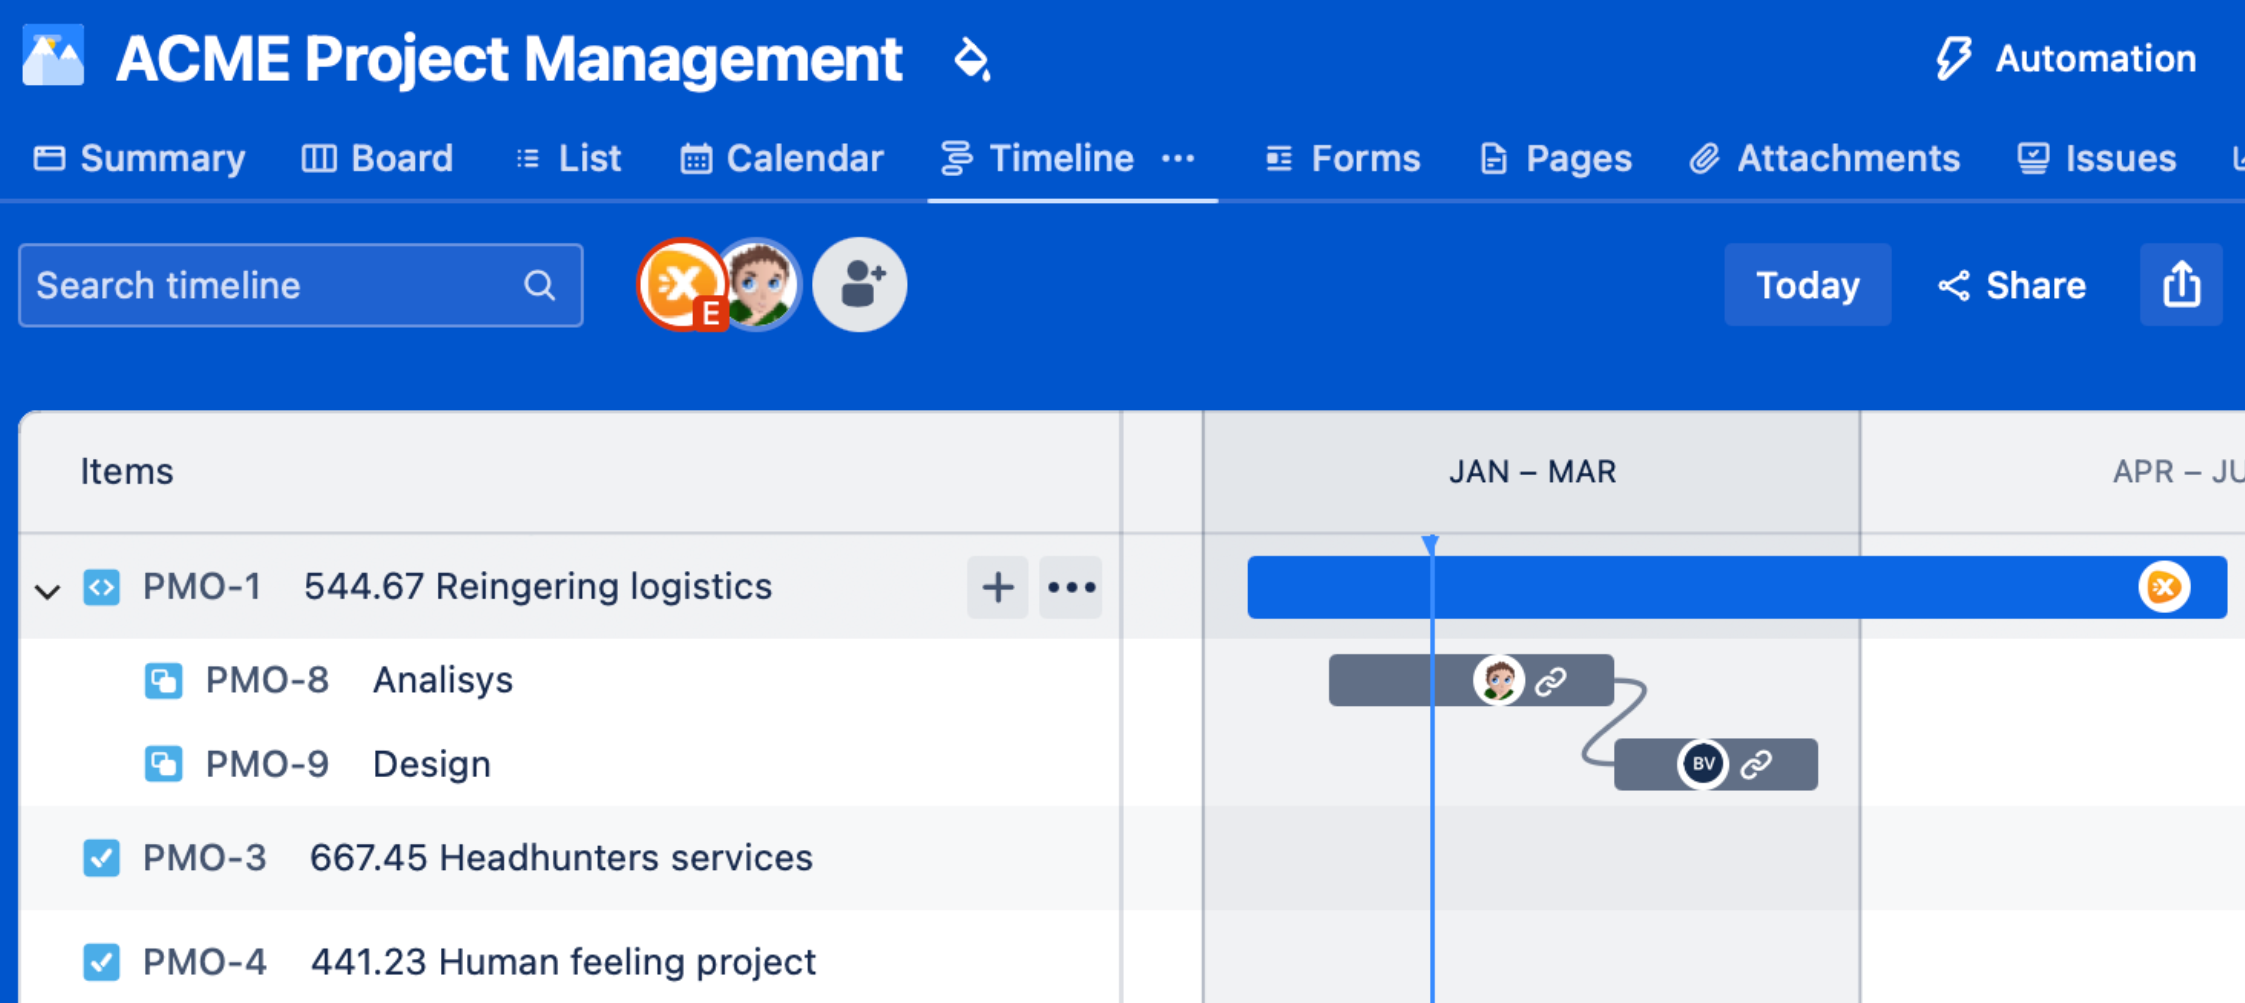 ACME Project Management
Automation
Summary Board List Calendar Timeline ••• Forms Pages Attachments Issues
Search timeline
E
Today Share
Items
JAN – MAR
APR – JU
PMO-1 544.67 Reingering logistics
PMO-8 Analisys
PMO-9 Design
BV
PMO-3 667.45 Headhunters services
PMO-4 441.23 Human feeling project